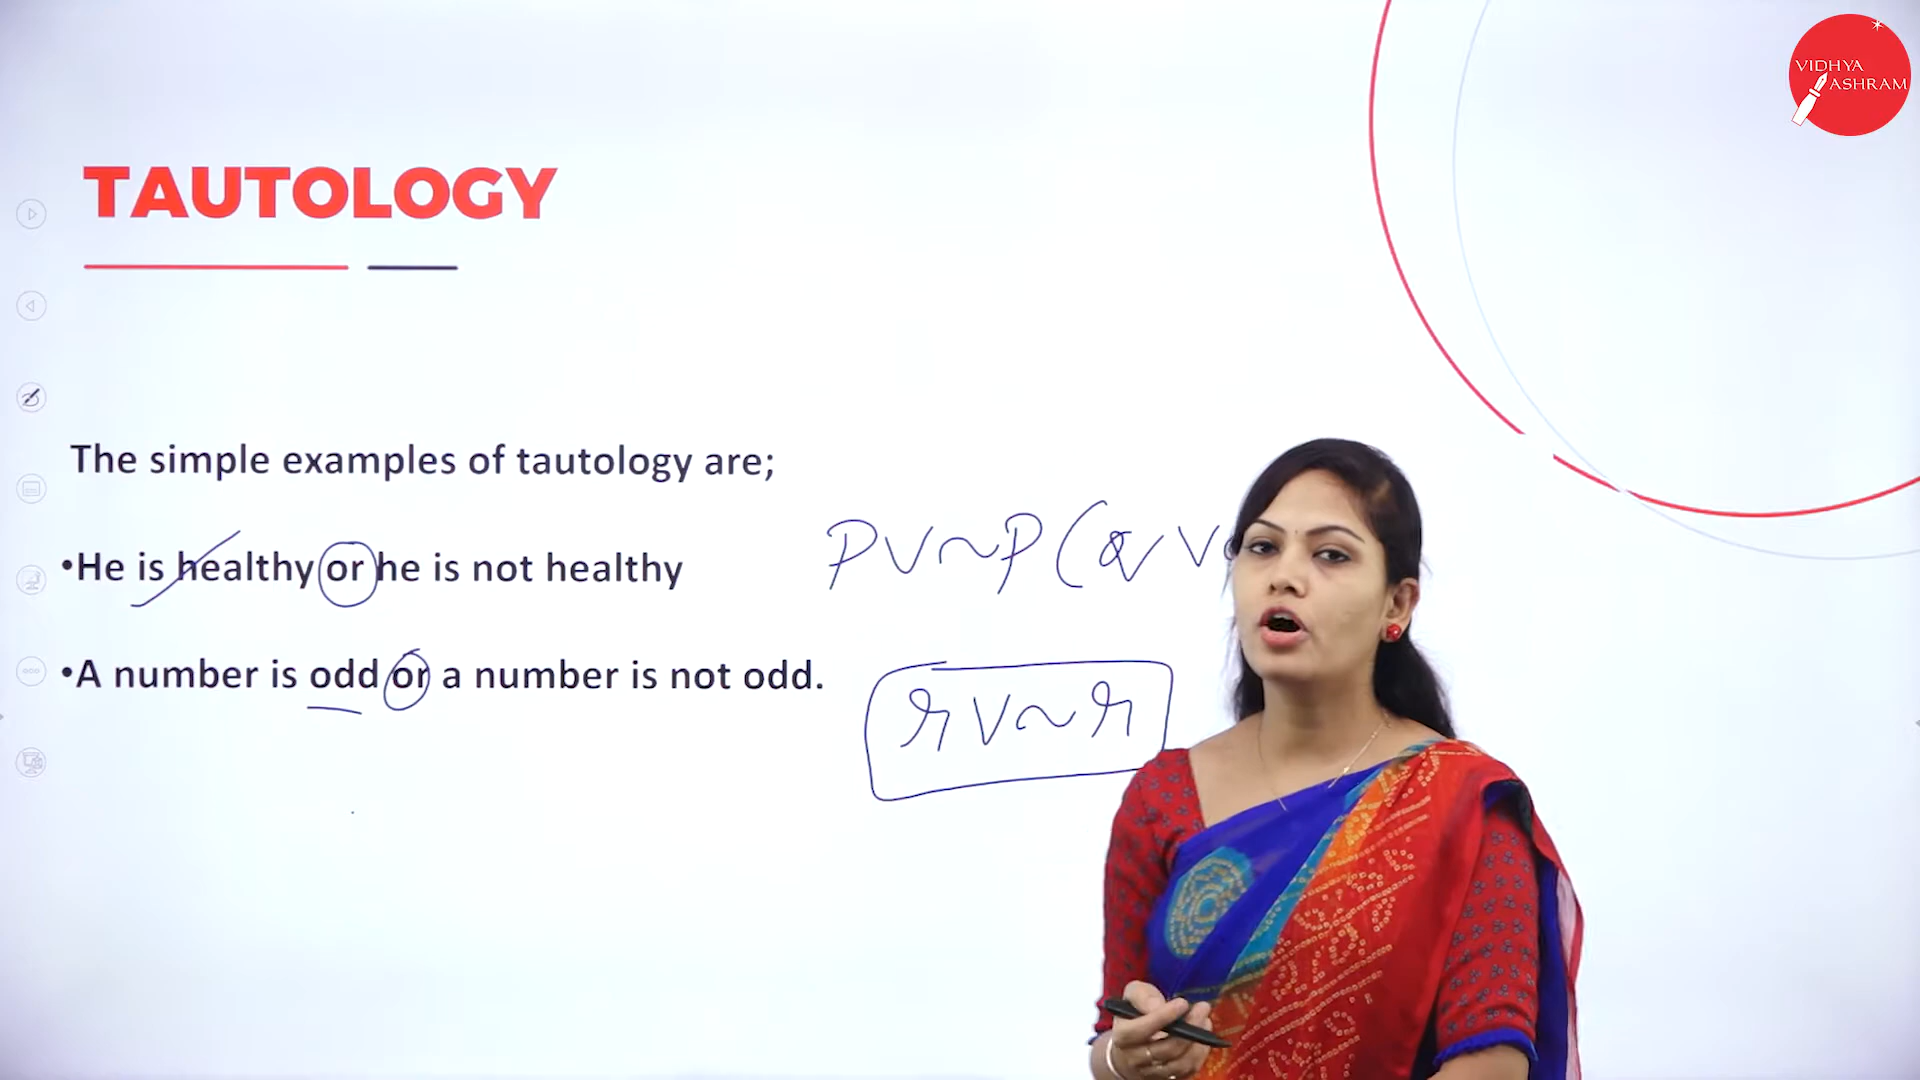 VIDHYA
ASHRAM
TAUTOLOGY
The simple examples of tautology are;
•He is healthy or he is not healthy
P V ~ P (
•A number is odd or a number is not odd.
r V ~ r